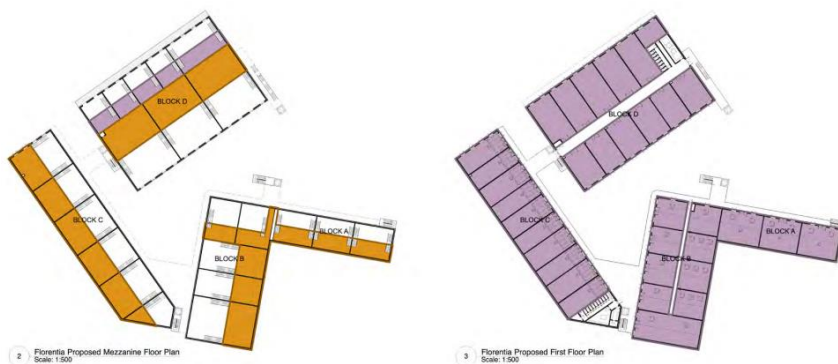 BLOCK D
BLOCK C
BLOCK A
BLOCK B
2 Florentia Proposed Mezzanine Floor Plan
Scale: 1:500
BLOCK D
BLOCK C
BLOCK A
BLOCK B
3 Florentia Proposed First Floor Plan
Scale: 1:500